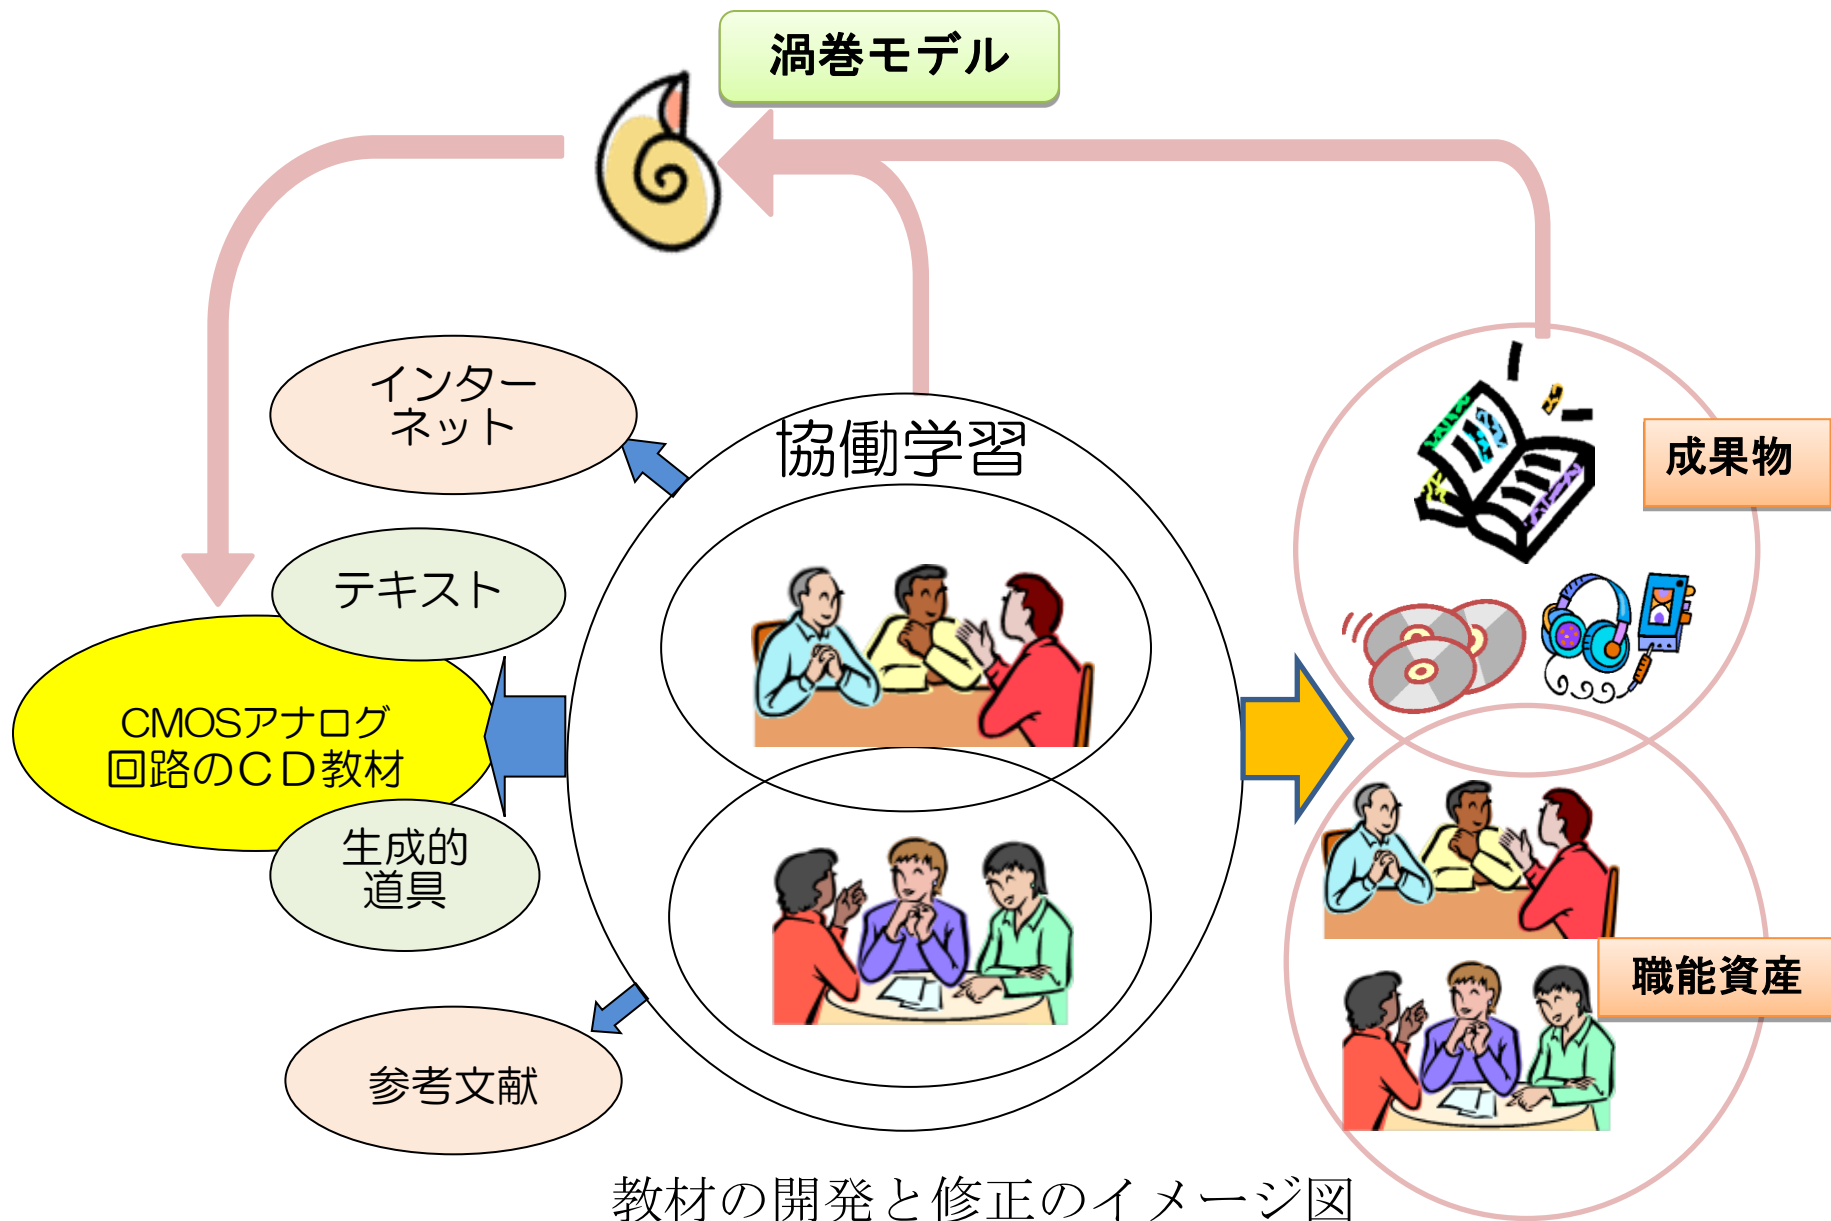 渦巻モデル
インター
ネット
協働学習
成果物
テキスト
CMOSアナログ
回路のＣＤ教材
生成的
道具
職能資産
参考文献
教材の開発と修正のイメージ図